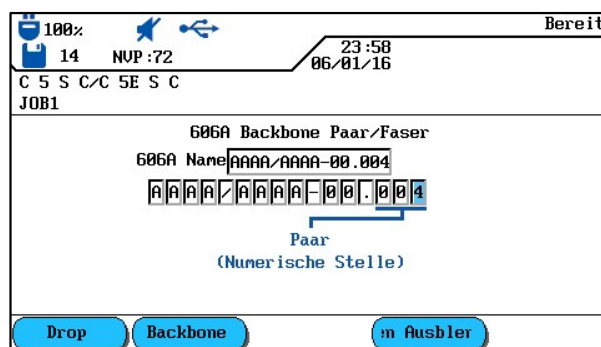 100%
Bereit
14 NVP:72
23:58
06/01/16
C 5 S C/C 5E S C
JOB1
606A Backbone Paar/Faser
606A Name AAAA/AAAA-00.004
AAAA/AAAA-00.004
Paar
(Numerische Stelle)
Drop Backbone m Ausbler